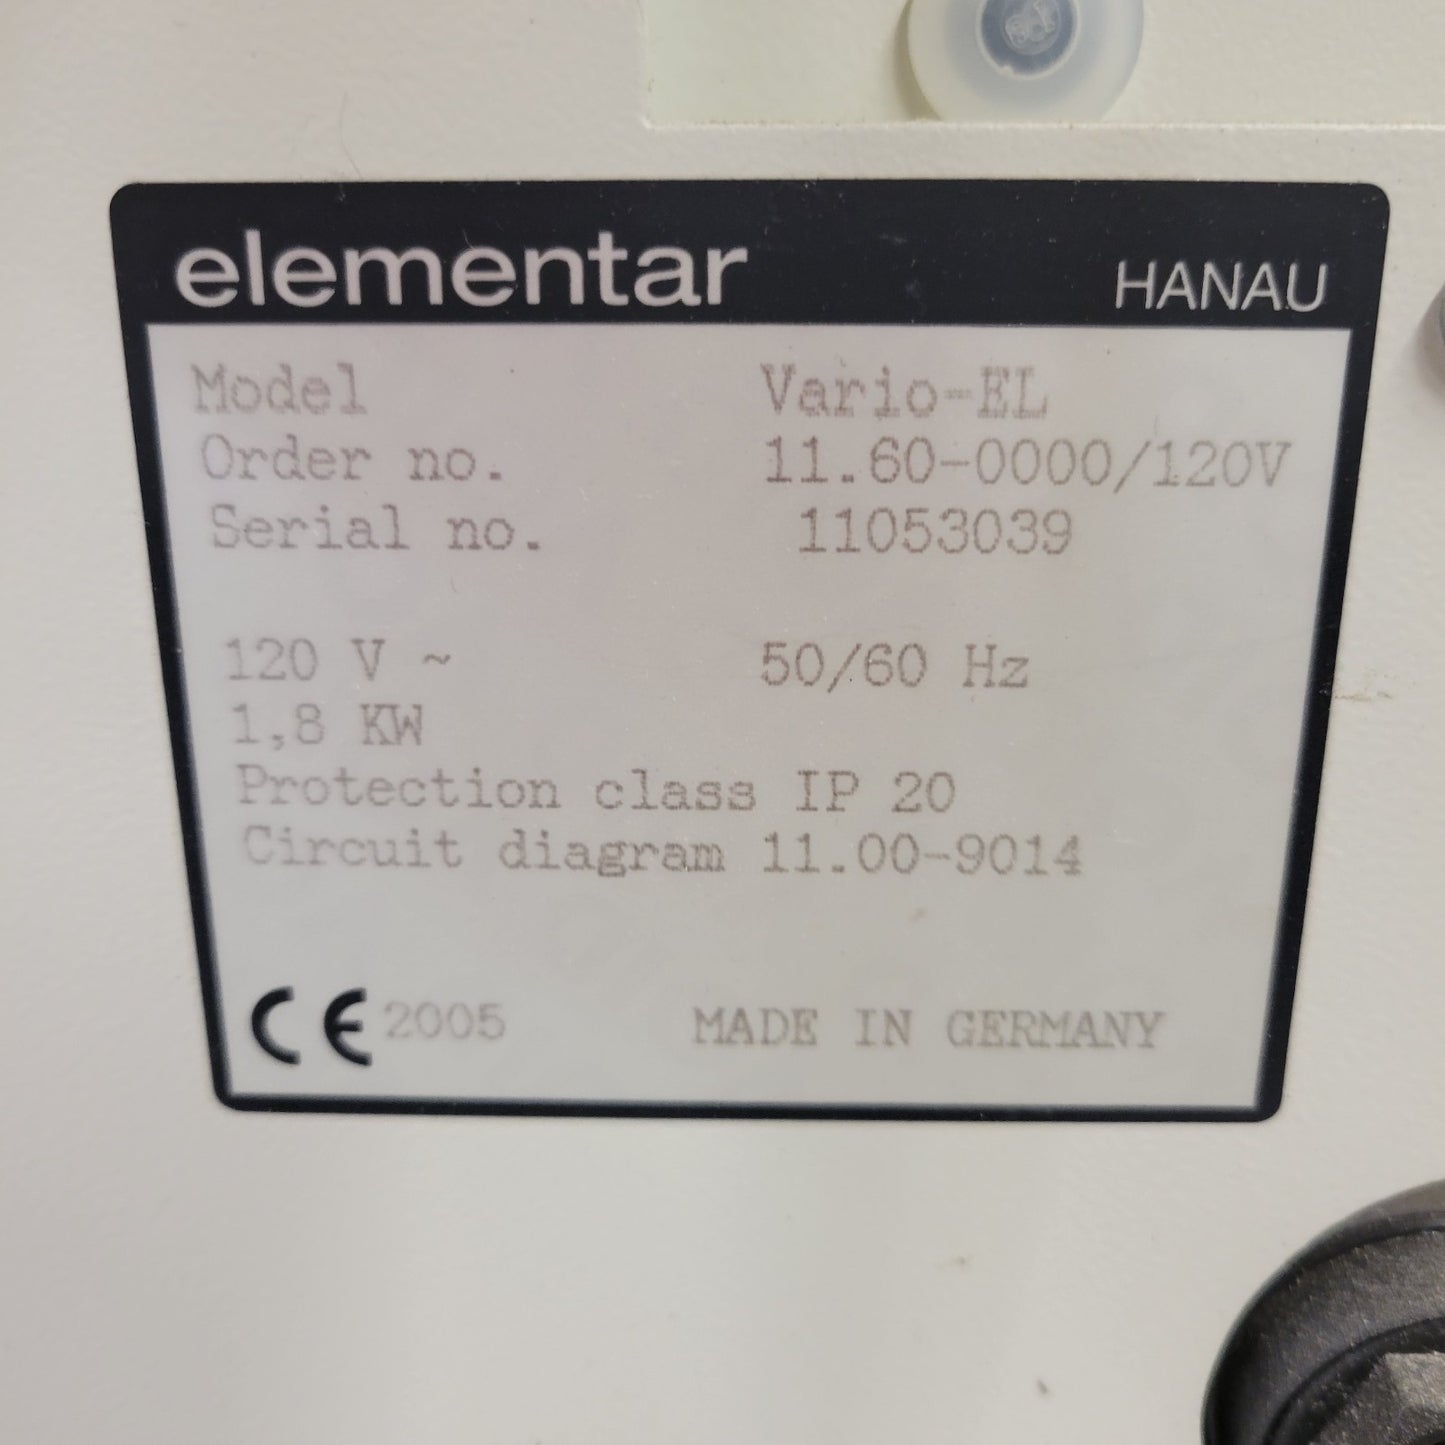 elementar HANAU
Model Vario-EL
Order no. 11.60-0000/120V
Serial no. 11053039
120 V ~ 50/60 Hz
1,8 KW
Protection class IP 20
Circuit diagram 11.00-9014
CE 2005 MADE IN GERMANY